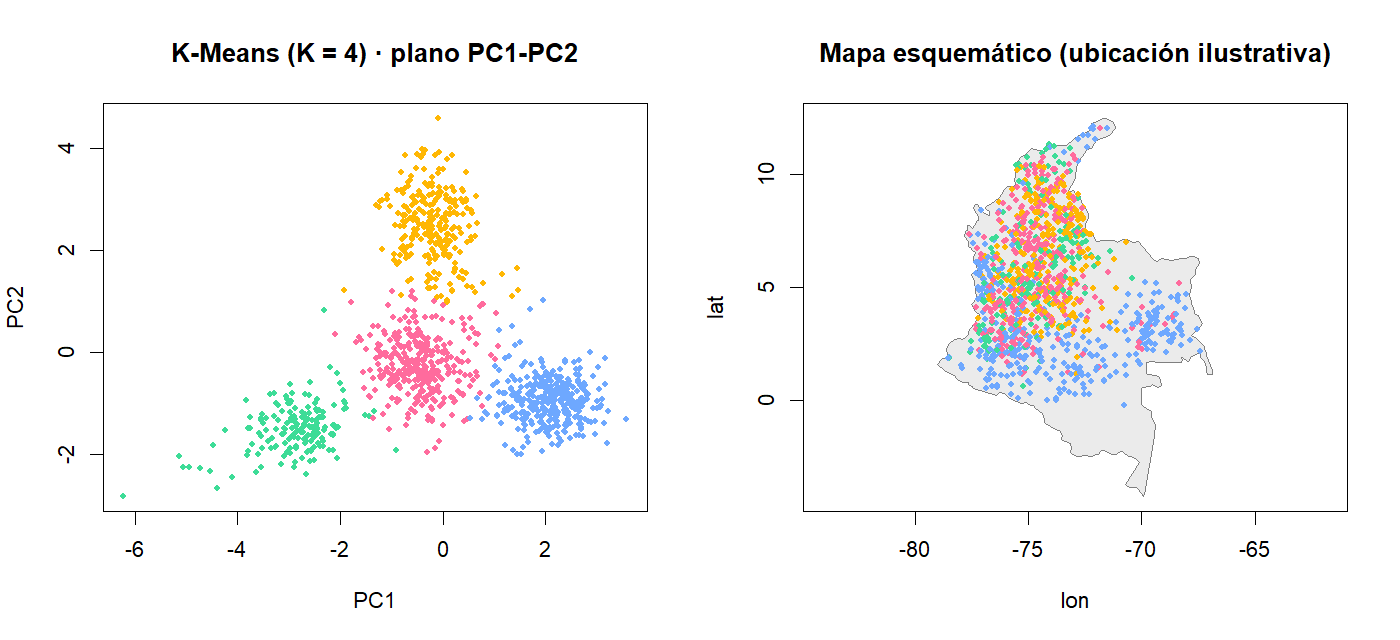 K-Means (K = 4) · plano PC1-PC2
4
2
0
-2
PC2
-6
-4
-2
0
2
PC1
Mapa esquemático (ubicación ilustrativa)
10
5
0
lat
-80
-75
-70
-65
lon